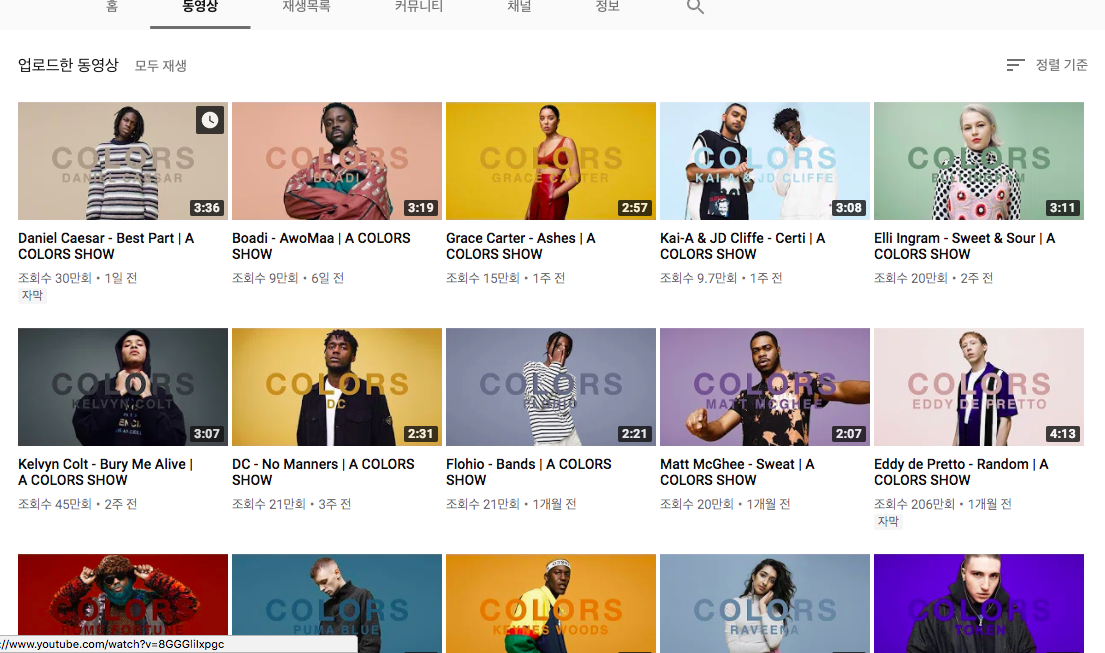 홈 동영상 재생목록 커뮤니티 채널 정보
업로드한 동영상 모두 재생 정렬 기준
COLORS
DANIEL CAESAR
3:36
COLORS
BOADI
3:19
COLORS
GRACE CARTER
2:57
COLORS
KAI-A & JD CLIFFE
3:08
COLORS
ELLI INGRAM
3:11
Daniel Caesar - Best Part | A
COLORS SHOW
조회수 30만회 • 1일 전
자막
Boadi - AwoMaa | A COLORS
SHOW
조회수 9만회 • 6일 전
Grace Carter - Ashes | A
COLORS SHOW
조회수 15만회 • 1주 전
Kai-A & JD Cliffe - Certi | A
COLORS SHOW
조회수 9.7만회 • 1주 전
Elli Ingram - Sweet & Sour | A
COLORS SHOW
조회수 20만회 • 2주 전
COLORS
KELVYN COLT
3:07
COLORS
DC
2:31
COLORS
FLOHIO
2:21
COLORS
MATT MCGHEE
2:07
COLORS
EDDY DE PRETTO
4:13
Kelvyn Colt - Bury Me Alive |
A COLORS SHOW
조회수 45만회 • 2주 전
DC - No Manners | A COLORS
SHOW
조회수 21만회 • 3주 전
Flohio - Bands | A COLORS
SHOW
조회수 21만회 • 1개월 전
Matt McGhee - Sweat | A
COLORS SHOW
조회수 20만회 • 1개월 전
Eddy de Pretto - Random | A
COLORS SHOW
조회수 206만회 • 1개월 전
자막
COLORS
COLORS
PUMA BLUE
COLORS
WOODS
COLORS
RAVEENA
COLORS
TOKEN
://www.youtube.com/watch?v=8GGGliIxpgc